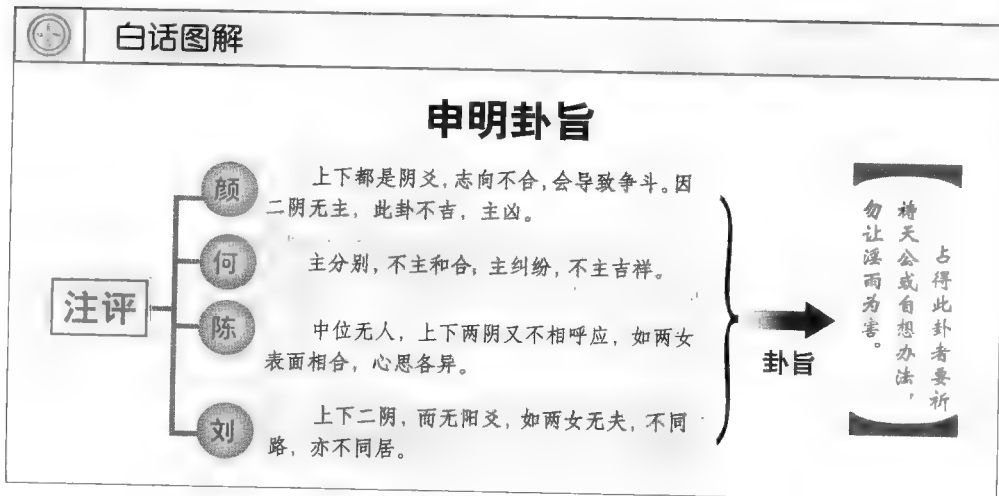 白话图解
申明卦旨
注评
颜
上下都是阴爻，志向不合，会导致争斗。因
二阴无主，此卦不吉，主凶。
何
主分别，不主和合；主纠纷，不主吉祥。
陈
中位无人，上下两阴又不相呼应，如两女
表面相合，心思各异。
刘
上下二阴，而无阳爻，如两女无夫，不同
路，亦不同居。
卦旨
占得此卦者要祈
祷天公或自想办法，
勿让淫雨为害。